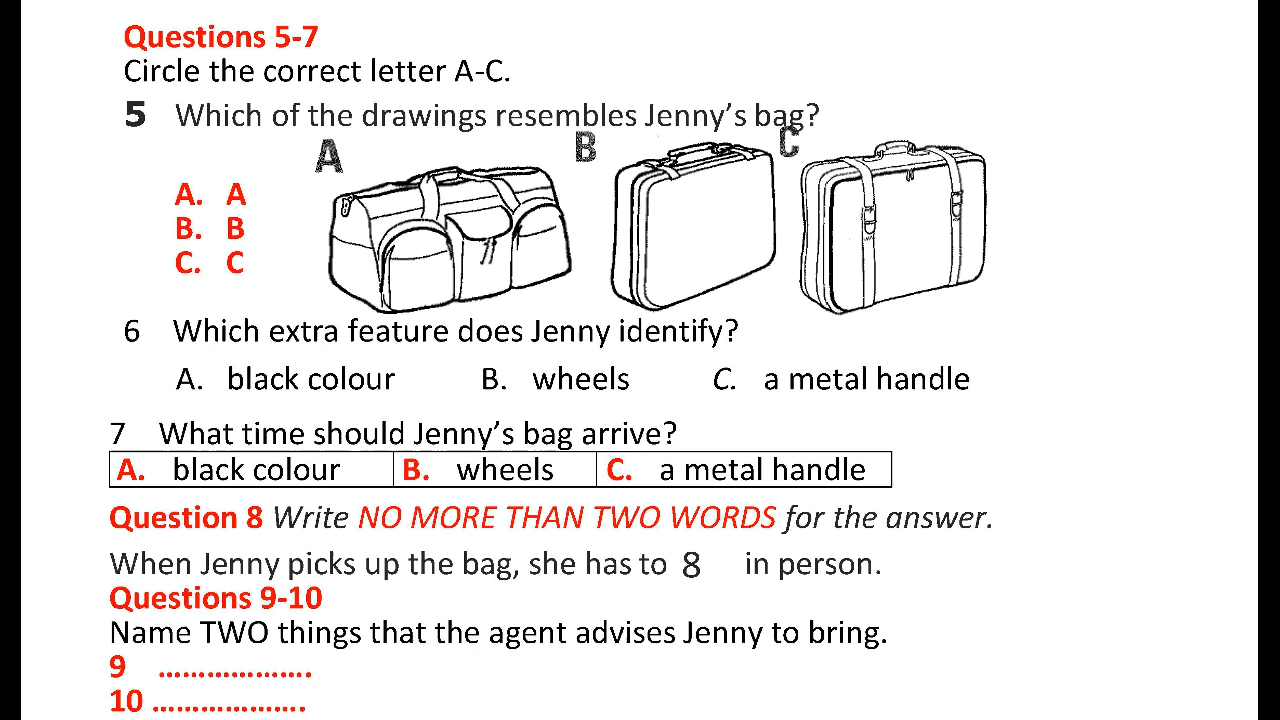 Questions 5-7
Circle the correct letter A-C.
5 Which of the drawings resembles Jenny's bag?
A B C
A. A
B. B
C. C
6 Which extra feature does Jenny identify?
A. black colour B. wheels C. a metal handle
7 What time should Jenny's bag arrive?
A. black colour B. wheels C. a metal handle
Question 8 Write NO MORE THAN TWO WORDS for the answer.
When Jenny picks up the bag, she has to 8 in person.
Questions 9-10
Name TWO things that the agent advises Jenny to bring.
9 ……………….
10 ……………….